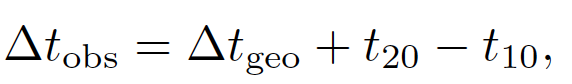 Δt_obs = Δt_geo + t_20 − t_10,